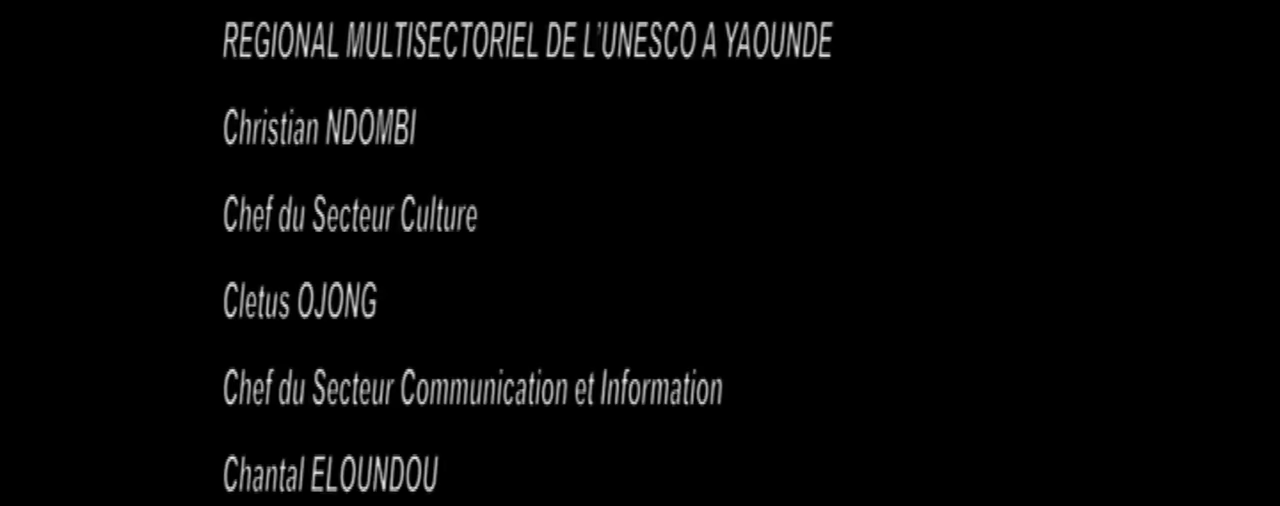 REGIONAL MULTISECTORIEL DE L'UNESCO A YAOUNDE
Christian NDOMBI
Chef du Secteur Culture
Cletus OJONG
Chef du Secteur Communication et Information
Chantal ELOUNDOU